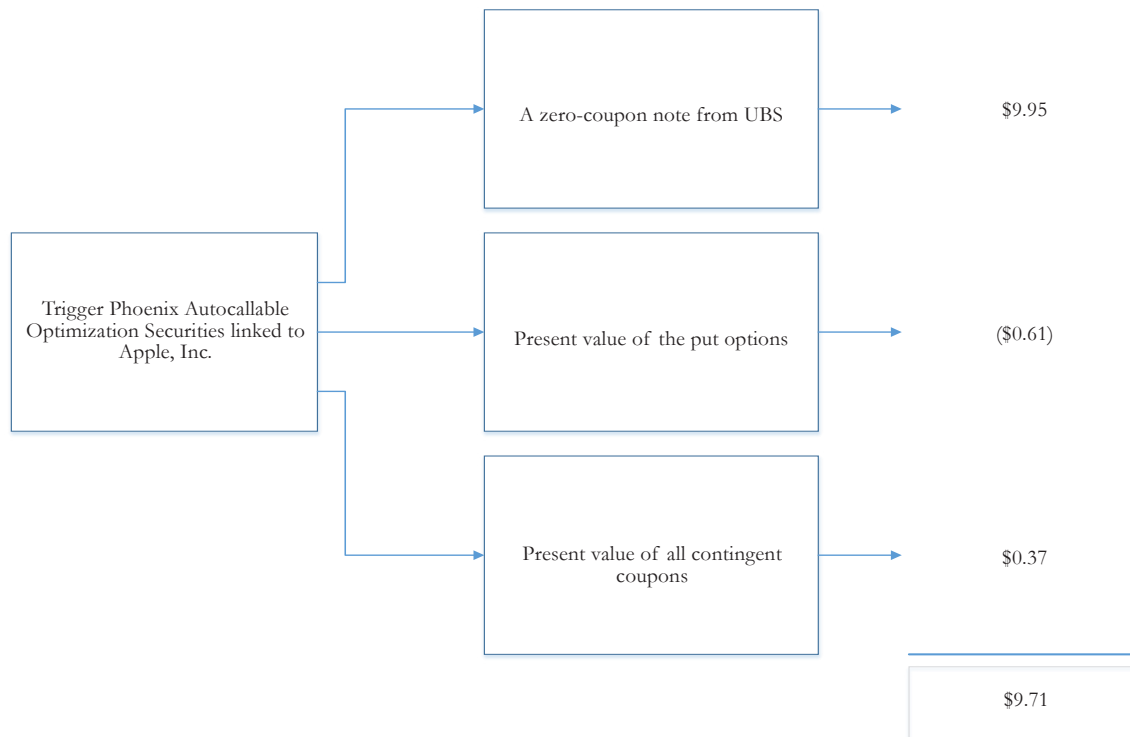 A zero-coupon note from UBS
$9.95
Trigger Phoenix Autocallable
Optimization Securities linked to
Apple, Inc.
Present value of the put options
($0.61)
Present value of all contingent
coupons
$0.37
$9.71